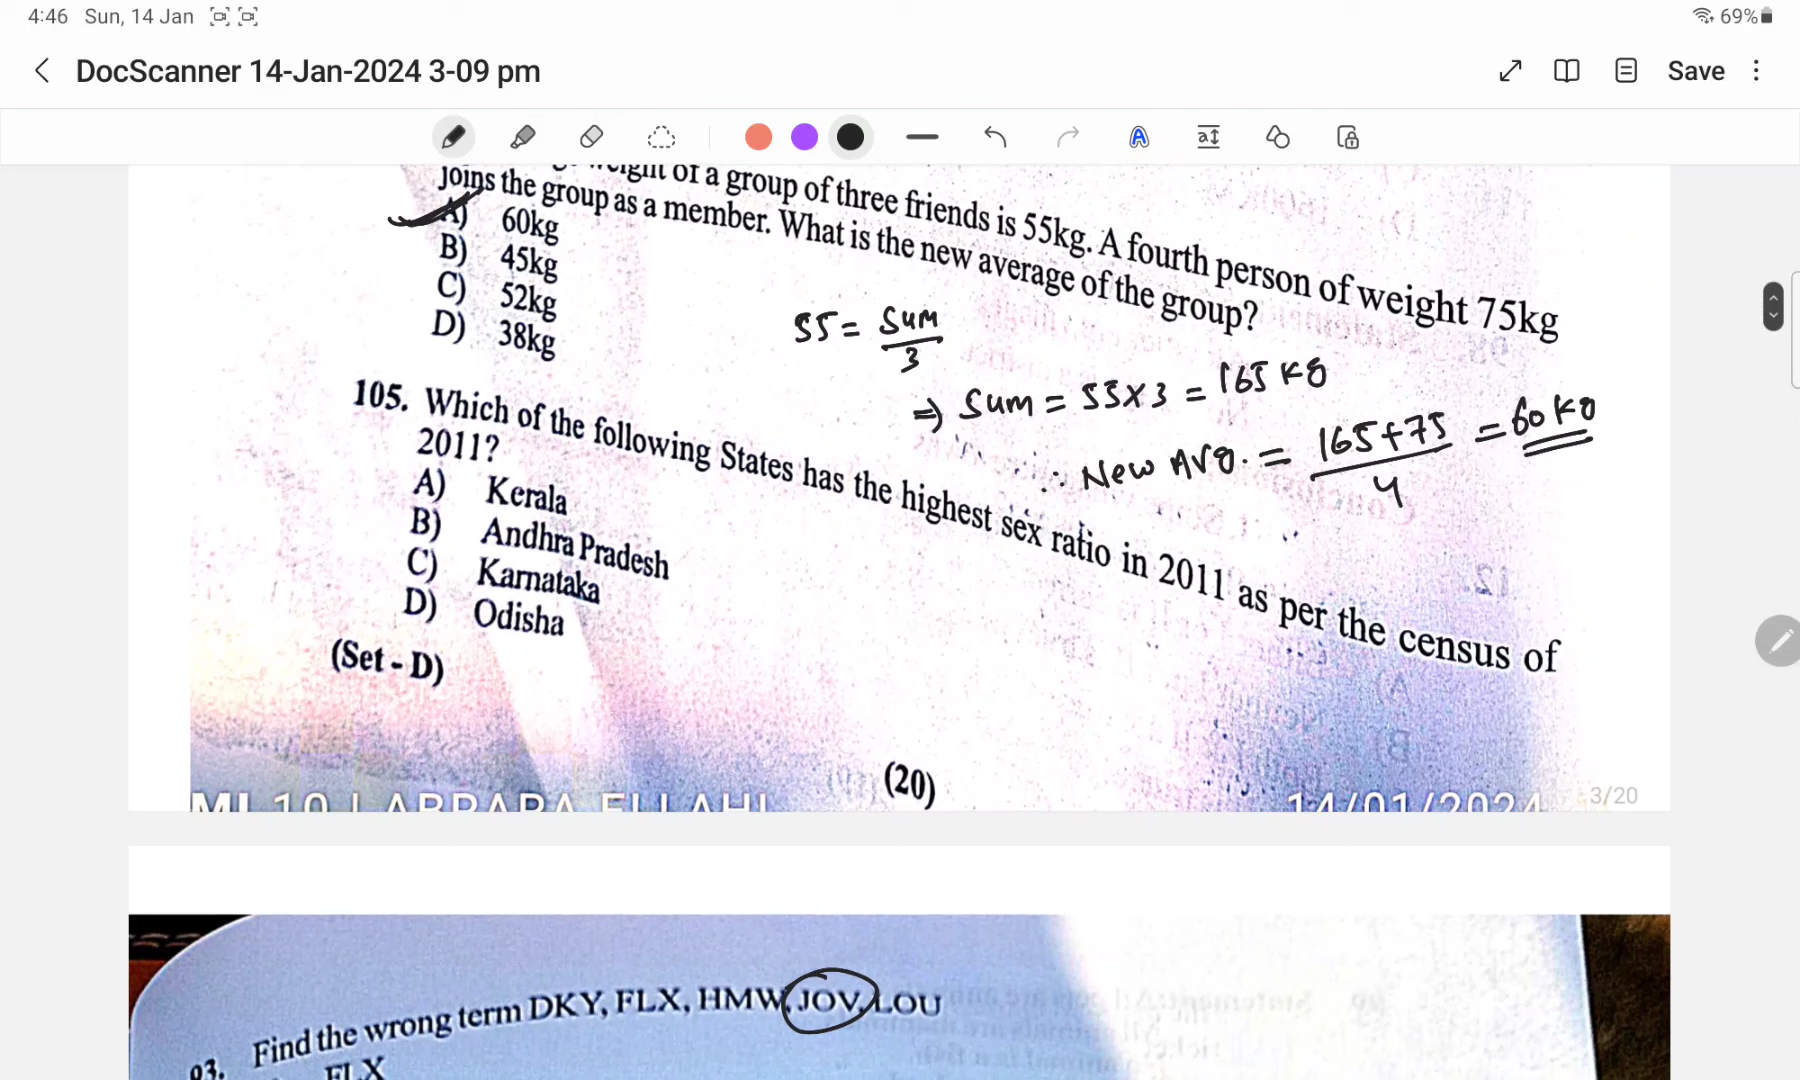 4:46 Sun, 14 Jan 69%
DocScanner 14-Jan-2024 3-09 pm Save
of a group of three friends is 55kg. A fourth person of weight 75kg
joins the group as a member. What is the new average of the group?
A) 60kg
B) 45kg
C) 52kg
D) 38kg
55 = Sum
3
⇒ Sum = 55×3 = 165 Kg
∴ New Avg. = 165+75 = 60 Kg
4
105. Which of the following States has the highest sex ratio in 2011 as per the census of
2011?
A) Kerala
B) Andhra Pradesh
C) Karnataka
D) Odisha
(Set - D)
(20)
14/01/2024
3/20
93. Find the wrong term DKY, FLX, HMW, JOV, LOU
FLX